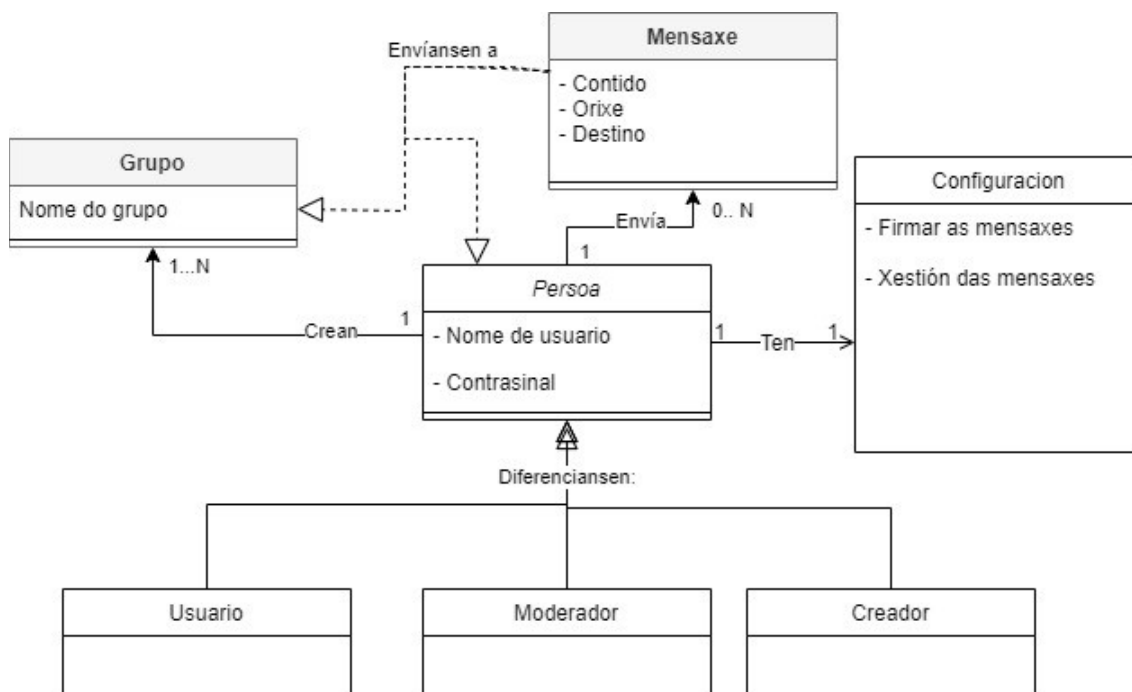 Mensaxe
- Contido
- Orixe
- Destino
Envíansen a
Grupo
Nome do grupo
1...N
Envía
0.. N
1
Configuracion
- Firmar as mensaxes
- Xestión das mensaxes
Persoa
- Nome de usuario
- Contrasinal
Crean
1
1
Ten
1
Diferenciansen:
Usuario
Moderador
Creador